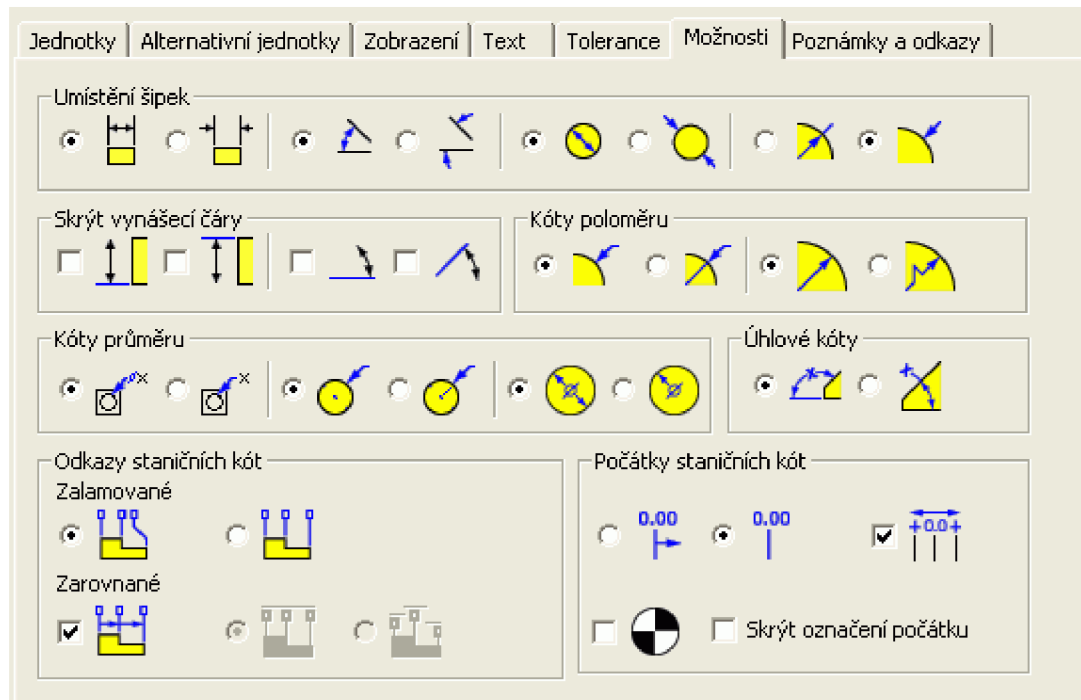 Jednotky Alternativní jednotky Zobrazení Text Tolerance Možnosti Poznámky a odkazy
Umístění šipek
Skrýt vynášecí čáry
Kóty poloměru
Kóty průměru
Úhlové kóty
Odkazy staničních kót
Zalamované
Zarovnané
Počátky staničních kót
0.00
0.00
+0.0+
Skrýt označení počátku